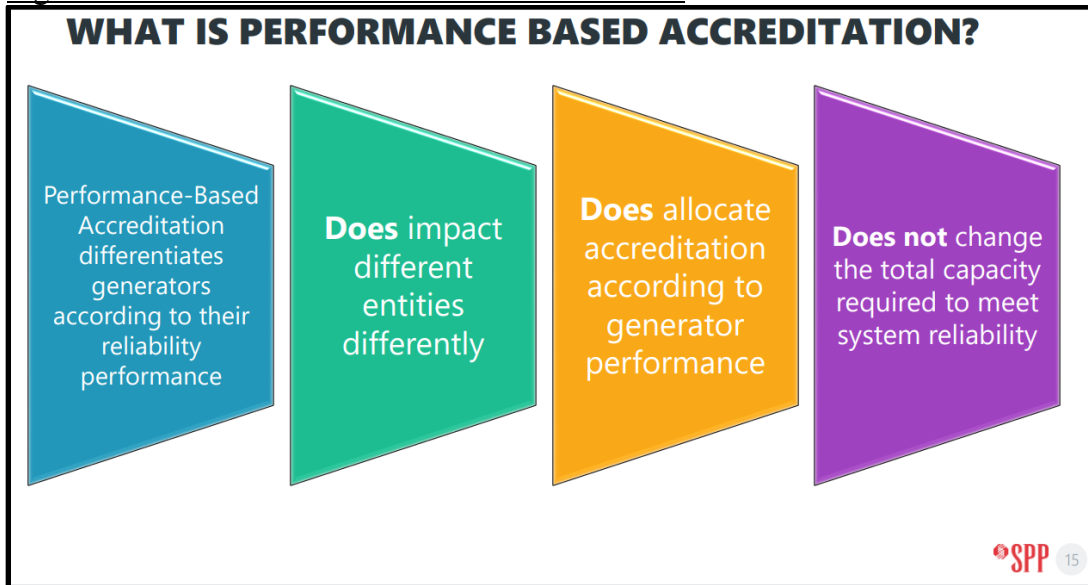 WHAT IS PERFORMANCE BASED ACCREDITATION?
Performance-Based
Accreditation
differentiates
generators
according to their
reliability
performance
Does impact
different
entities
differently
Does allocate
accreditation
according to
generator
performance
Does not change
the total capacity
required to meet
system reliability
SPP
15